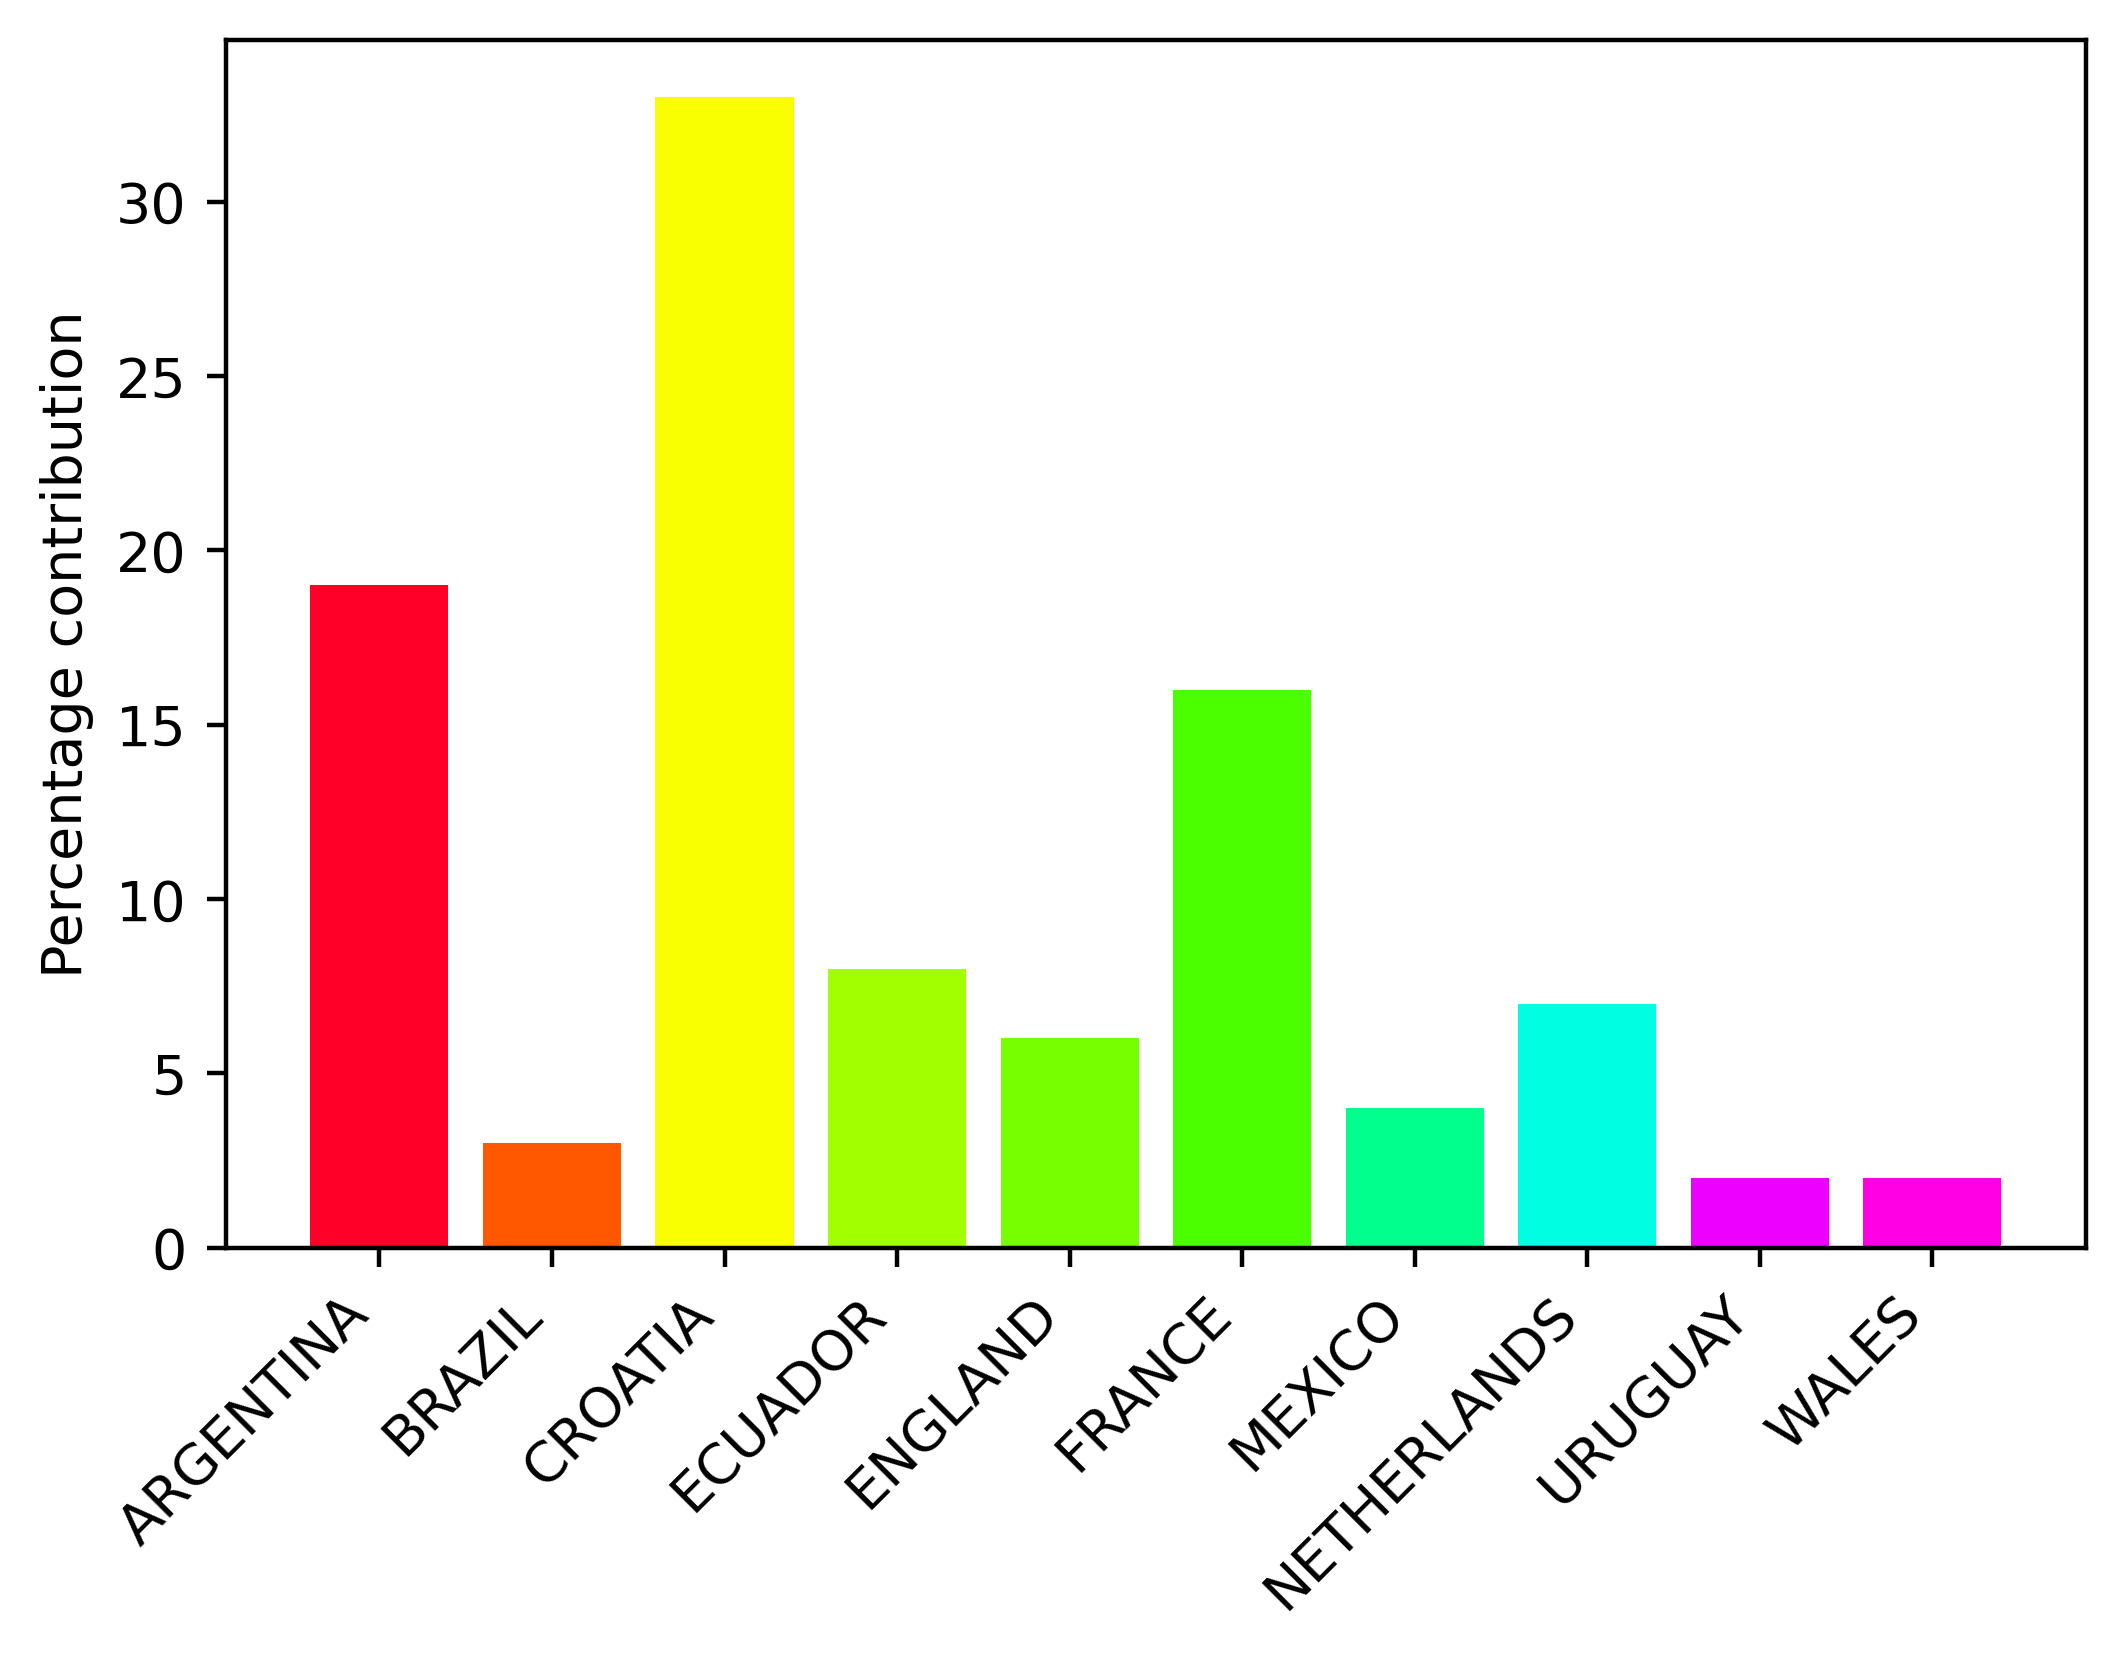 Percentage contribution
30
25
20
15
10
5
0
ARGENTINA
BRAZIL
CROATIA
ECUADOR
ENGLAND
FRANCE
MEXICO
NETHERLANDS
URUGUAY
WALES